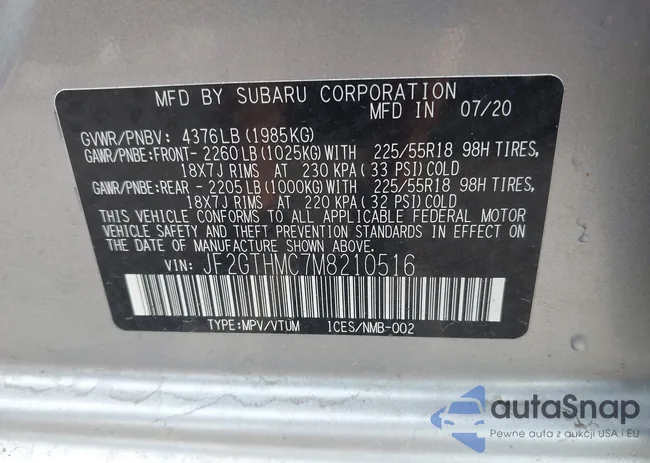 MFD BY SUBARU CORPORATION
MFD IN 07/20
GVWR/PNBV: 4376LB(1985KG)
GAWR/PNBE:FRONT- 2260LB(1025KG)WITH 225/55R18 98H TIRES,
18X7J RIMS AT 230 KPA(33 PSI)COLD
GAWR/PNBE:REAR - 2205LB(1000KG)WITH 225/55R18 98H TIRES,
18X7J RIMS AT 220 KPA(32 PSI)COLD
THIS VEHICLE CONFORMS TO ALL APPLICABLE FEDERAL MOTOR
VEHICLE SAFETY AND THEFT PREVENTION STANDARDS IN EFFECT
ON THE DATE OF MANUFACTURE SHOWN ABOVE.
VIN: JF2GTHMC7M8210516
TYPE:MPV/VTUM ICES/NMB-002
autoSnap
Pewne auta z aukcji USA i EU